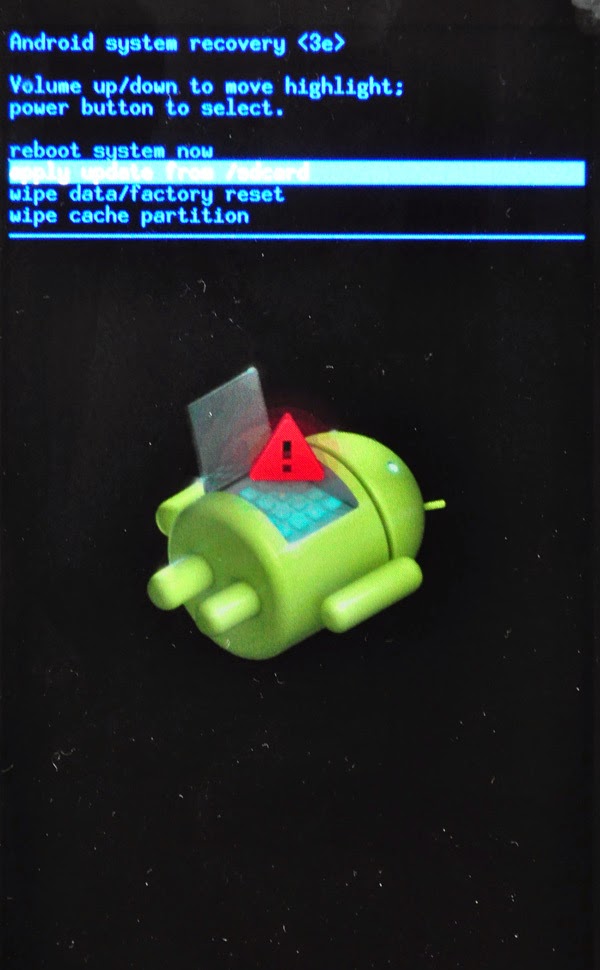 Android system recovery <3e>
Volume up/down to move highlight;
power button to select.
reboot system now
apply update from /sdcard
wipe data/factory reset
wipe cache partition
!